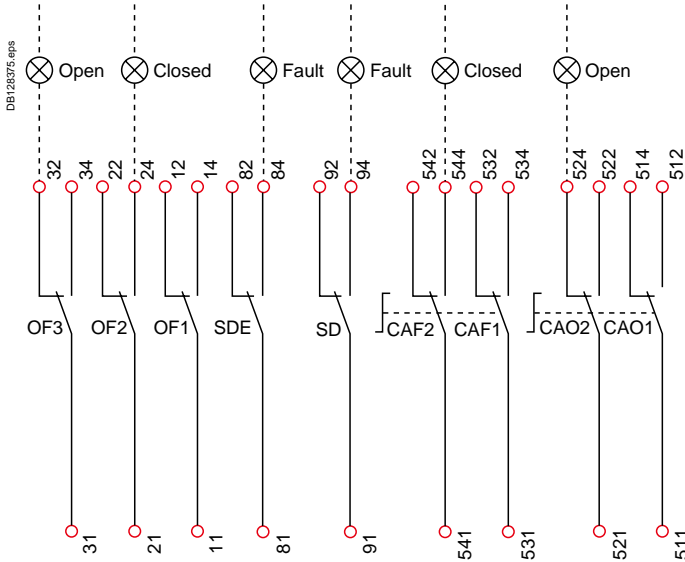 DB128375.eps
Open
Closed
Fault
Fault
Closed
Open
32 34 22 24 12 14 82 84 92 94 542 544 532 534 524 522 514 512
OF3 OF2 OF1 SDE SD CAF2 CAF1 CAO2 CAO1
31 21 11 81 91 541 531 521 511